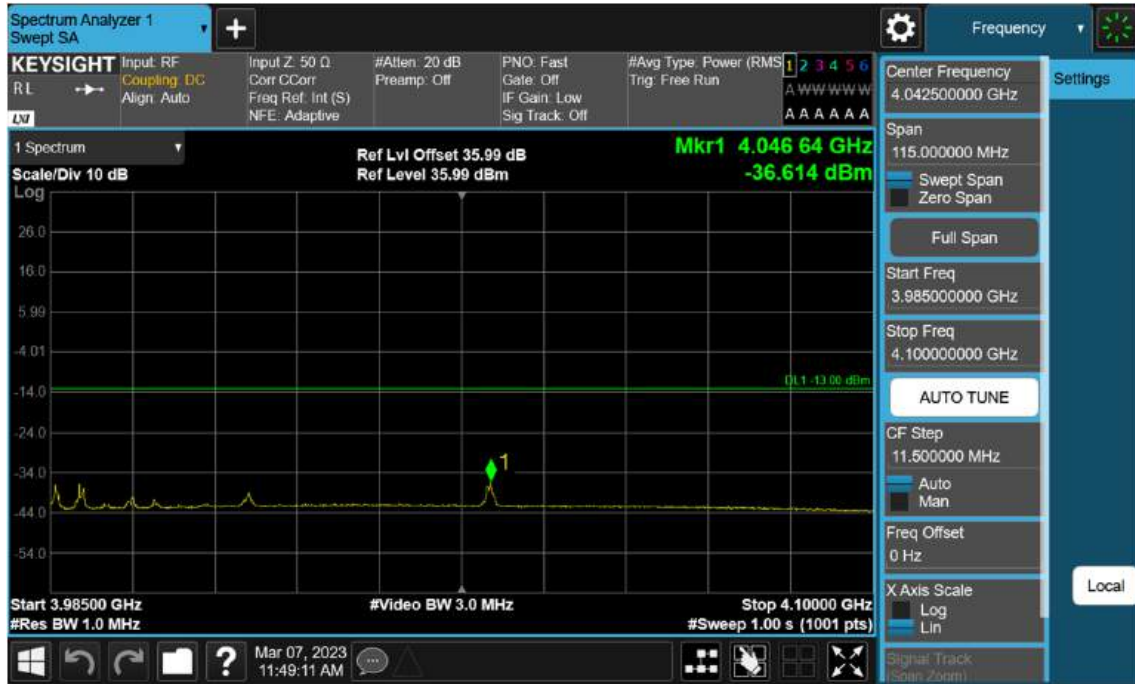 Spectrum Analyzer 1
Swept SA
Frequency
KEYSIGHT
RL
LXI
Input: RF
Coupling: DC
Align: Auto
Input Z: 50 Ω
Corr CCorr
Freq Ref: Int (S)
NFE: Adaptive
#Atten: 20 dB
Preamp: Off
PNO: Fast
Gate: Off
IF Gain: Low
Sig Track: Off
#Avg Type: Power (RMS
Trig: Free Run
1 2 3 4 5 6
A W W W W W
A A A A A A
1 Spectrum
Scale/Div 10 dB
Log
Ref Lvl Offset 35.99 dB
Ref Level 35.99 dBm
Mkr1 4.046 64 GHz
-36.614 dBm
26.0
16.0
5.99
-4.01
-14.0
-24.0
-34.0
-44.0
-54.0
DL1 -13.00 dBm
1
Start 3.98500 GHz
#Res BW 1.0 MHz
#Video BW 3.0 MHz
Stop 4.10000 GHz
#Sweep 1.00 s (1001 pts)
Center Frequency
4.042500000 GHz
Span
115.000000 MHz
Swept Span
Zero Span
Full Span
Start Freq
3.985000000 GHz
Stop Freq
4.100000000 GHz
AUTO TUNE
CF Step
11.500000 MHz
Auto
Man
Freq Offset
0 Hz
X Axis Scale
Log
Lin
Signal Track
(Span Zoom)
Settings
Local
?
Mar 07, 2023
11:49:11 AM